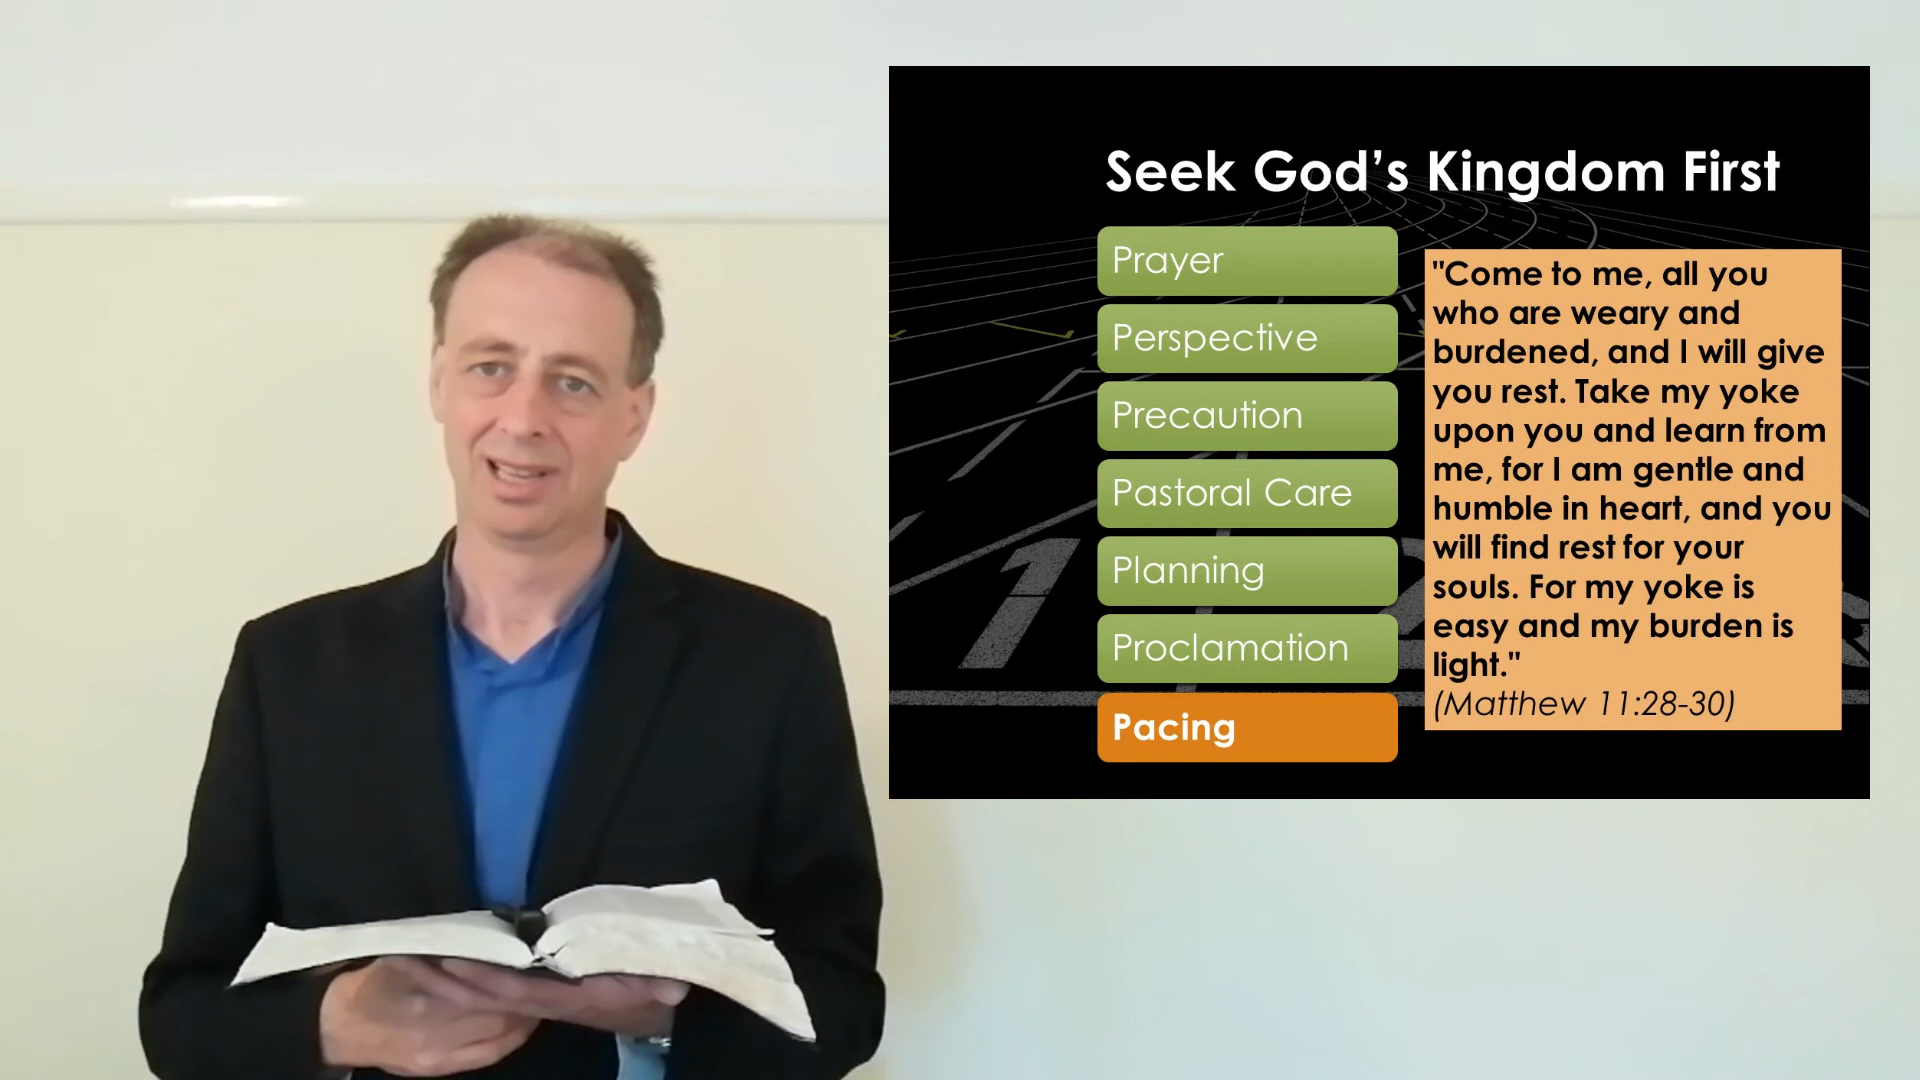 Seek God’s Kingdom First
Prayer
Perspective
Precaution
Pastoral Care
Planning
Proclamation
Pacing
"Come to me, all you
who are weary and
burdened, and I will give
you rest. Take my yoke
upon you and learn from
me, for I am gentle and
humble in heart, and you
will find rest for your
souls. For my yoke is
easy and my burden is
light."
(Matthew 11:28-30)
1 2